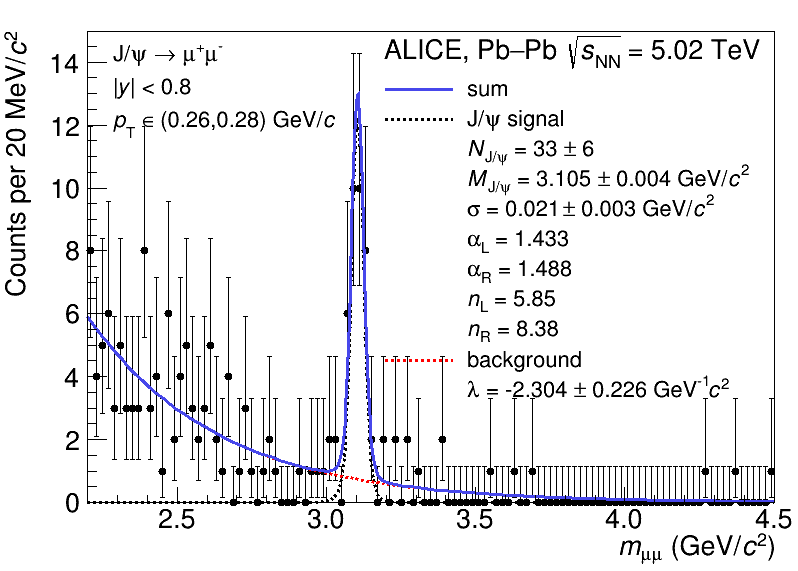 J/ψ → μ⁺μ⁻
|y| < 0.8
p_T ∈ (0.26,0.28) GeV/c
ALICE, Pb–Pb √s_NN = 5.02 TeV
sum
J/ψ signal
N_J/ψ = 33 ± 6
M_J/ψ = 3.105 ± 0.004 GeV/c²
σ = 0.021 ± 0.003 GeV/c²
α_L = 1.433
α_R = 1.488
n_L = 5.85
n_R = 8.38
background
λ = -2.304 ± 0.226 GeV⁻¹c²
Counts per 20 MeV/c²
14
12
10
8
6
4
2
0
2.5 3.0 3.5 4.0 4.5
m_μμ (GeV/c²)